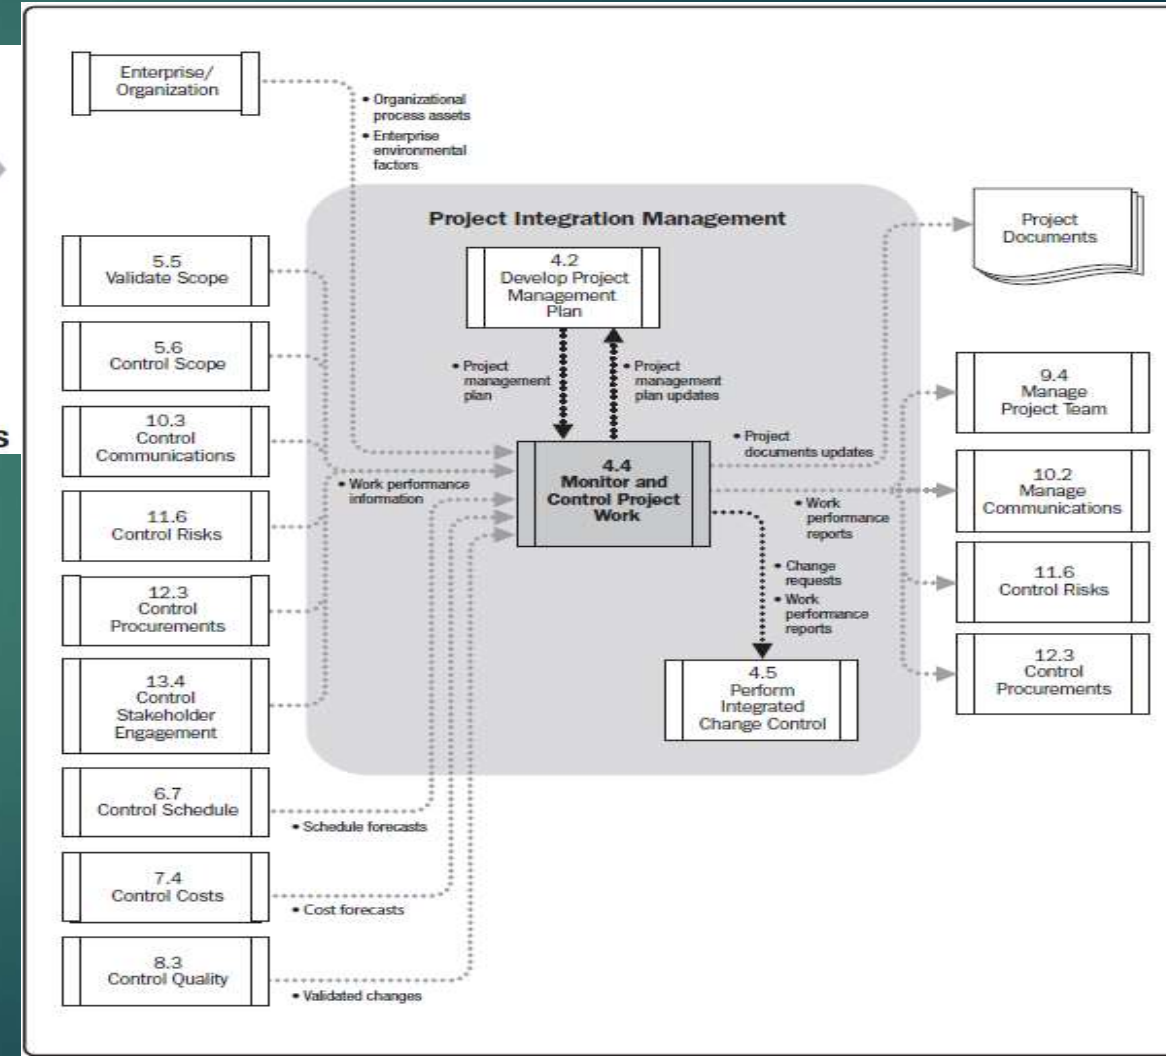 Enterprise/
Organization
• Organizational
process assets
• Enterprise
environmental
factors
Project Integration Management
Project
Documents
5.5
Validate Scope
4.2
Develop Project
Management
Plan
5.6
Control Scope
• Project
management
plan
• Project
management
plan updates
9.4
Manage
Project Team
10.3
Control
Communications
s
• Project
documents updates
4.4
Monitor and
Control Project
Work
• Work performance
information
10.2
Manage
Communications
• Work
performance
reports
11.6
Control Risks
• Change
requests
• Work
performance
reports
11.6
Control Risks
12.3
Control
Procurements
12.3
Control
Procurements
4.5
Perform
Integrated
Change Control
13.4
Control
Stakeholder
Engagement
6.7
Control Schedule
• Schedule forecasts
7.4
Control Costs
• Cost forecasts
8.3
Control Quality
• Validated changes